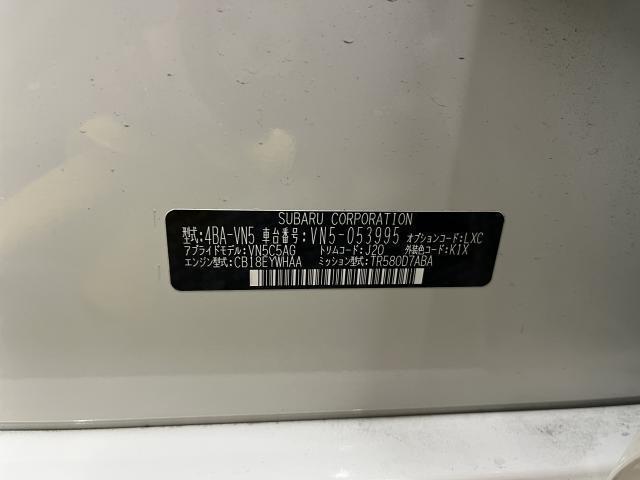 SUBARU CORPORATION
型式:4BA-VN5 車台番号:VN5-053995 オプションコード:LXC
アプライドモデル:VN5C5AG トリムコード:J20 外装色コード:K1X
エンジン型式:CB18EYWHAA ミッション型式:TR580D7ABA